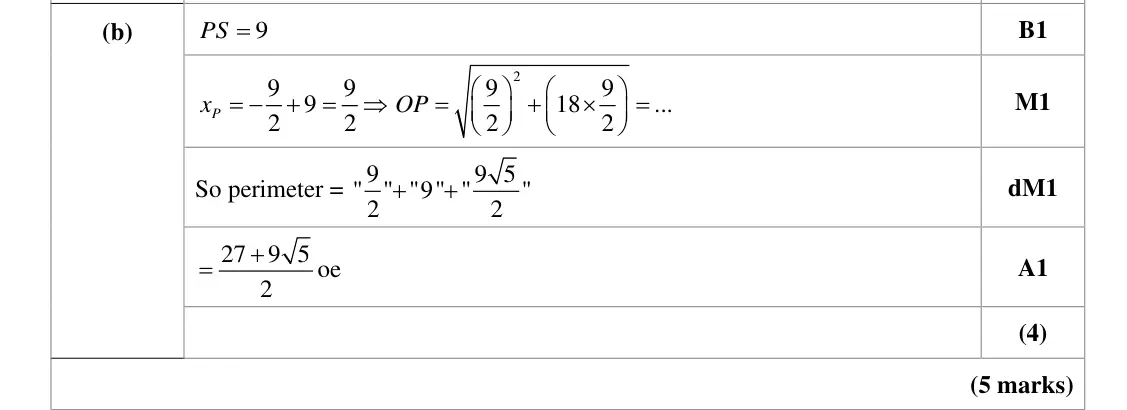 (b) PS = 9 B1
x_P = −9/2 + 9 = 9/2 ⇒ OP = √((9/2)² + (18 × 9/2)) = ... M1
So perimeter = "9/2" + "9" + "9√5/2" dM1
= (27 + 9√5)/2 oe A1
(4)
(5 marks)